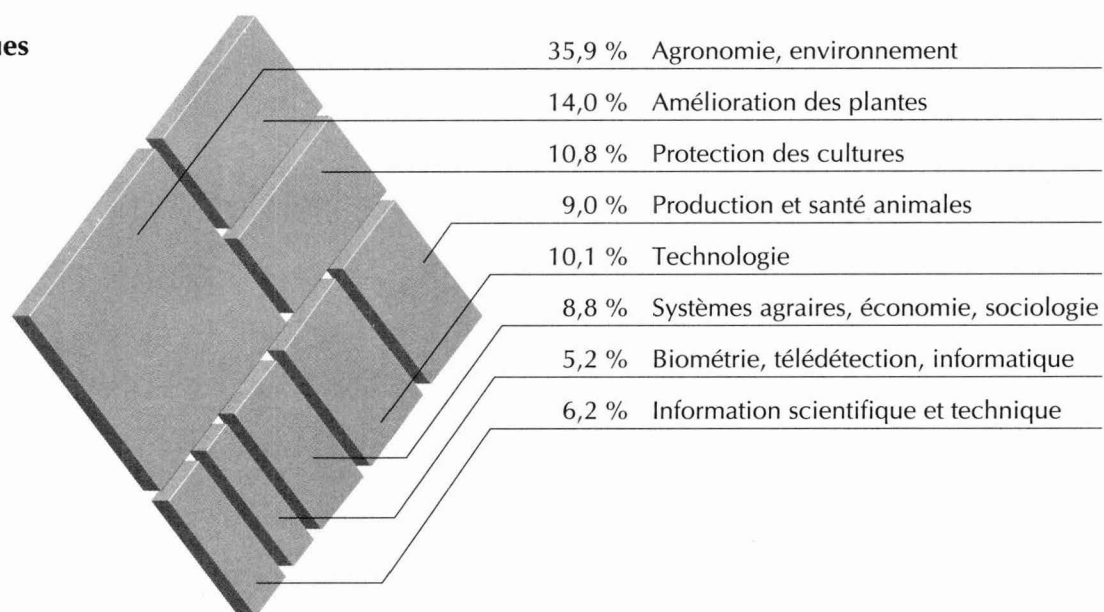 35,9 % Agronomie, environnement
14,0 % Amélioration des plantes
10,8 % Protection des cultures
9,0 % Production et santé animales
10,1 % Technologie
8,8 % Systèmes agraires, économie, sociologie
5,2 % Biométrie, télédétection, informatique
6,2 % Information scientifique et technique